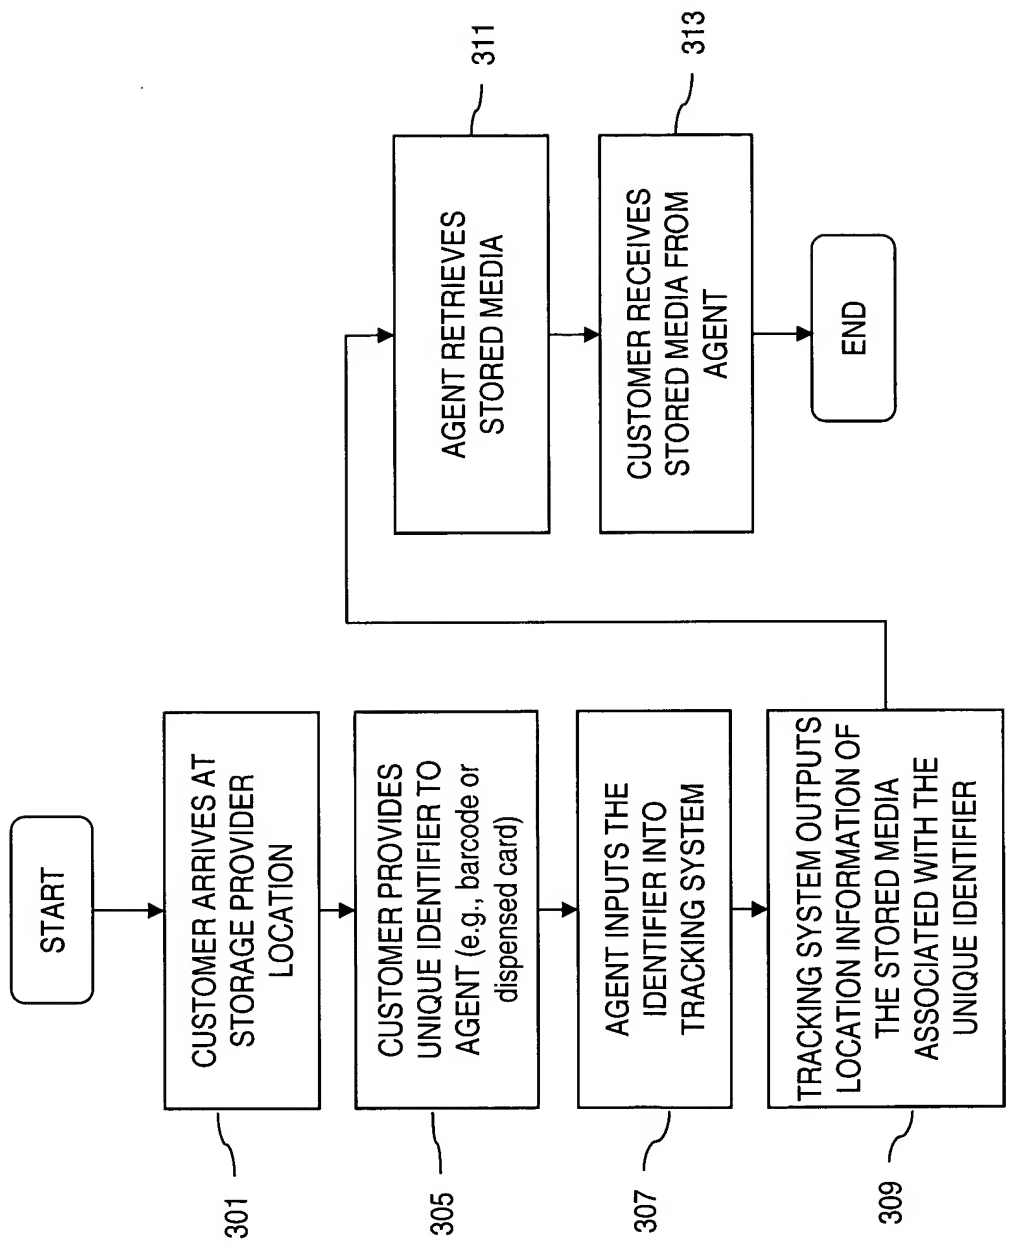 START
CUSTOMER ARRIVES AT
STORAGE PROVIDER
LOCATION
301
CUSTOMER PROVIDES
UNIQUE IDENTIFIER TO
AGENT (e.g., barcode or
dispensed card)
305
AGENT INPUTS THE
IDENTIFIER INTO
TRACKING SYSTEM
307
TRACKING SYSTEM OUTPUTS
LOCATION INFORMATION OF
THE STORED MEDIA
ASSOCIATED WITH THE
UNIQUE IDENTIFIER
309
AGENT RETRIEVES
STORED MEDIA
311
CUSTOMER RECEIVES
STORED MEDIA FROM
AGENT
313
END